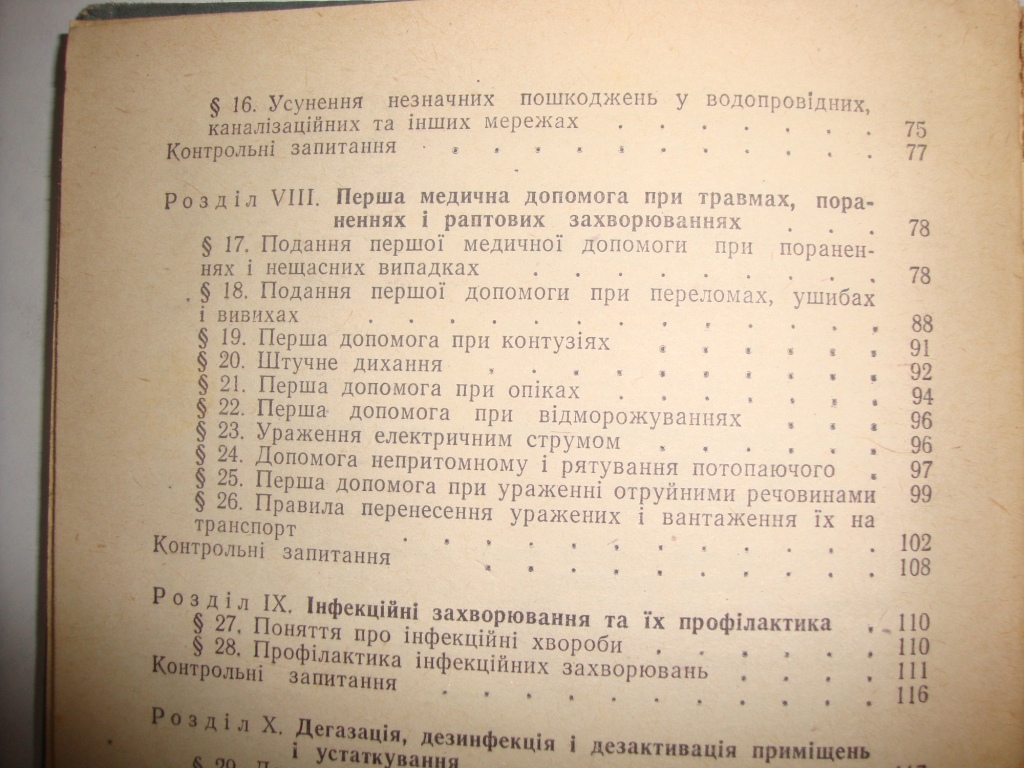 § 16. Усунення незначних пошкоджень у водопровідних,
каналізаційних та інших мережах . . . . . . . 75
Контрольні запитання . . . . . . . . . . . 77
Розділ VIII. Перша медична допомога при травмах, пора-
неннях і раптових захворюваннях . . . 78
§ 17. Подання першої медичної допомоги при поранен-
нях і нещасних випадках . . . . . . . . . 78
§ 18. Подання першої допомоги при переломах, ушибах
і вивихах . . . . . . . . . . . . . 88
§ 19. Перша допомога при контузіях . . . . . . 91
§ 20. Штучне дихання . . . . . . . . . . 92
§ 21. Перша допомога при опіках . . . . . . . 94
§ 22. Перша допомога при відморожуваннях . . . 96
§ 23. Ураження електричним струмом . . . . . . 96
§ 24. Допомога непритомному і рятування потопаючого . 97
§ 25. Перша допомога при ураженні отруйними речовинами 99
§ 26. Правила перенесення уражених і вантаження їх на
транспорт . . . . . . . . . . . . 102
Контрольні запитання . . . . . . . . . . 108
Розділ IX. Інфекційні захворювання та їх профілактика . 110
§ 27. Поняття про інфекційні хвороби . . . . . . 110
§ 28. Профілактика інфекційних захворювань . . . . 111
Контрольні запитання . . . . . . . . . . . 116
Розділ X. Дегазація, дезинфекція і дезактивація приміщень
і устаткування
§ 29.